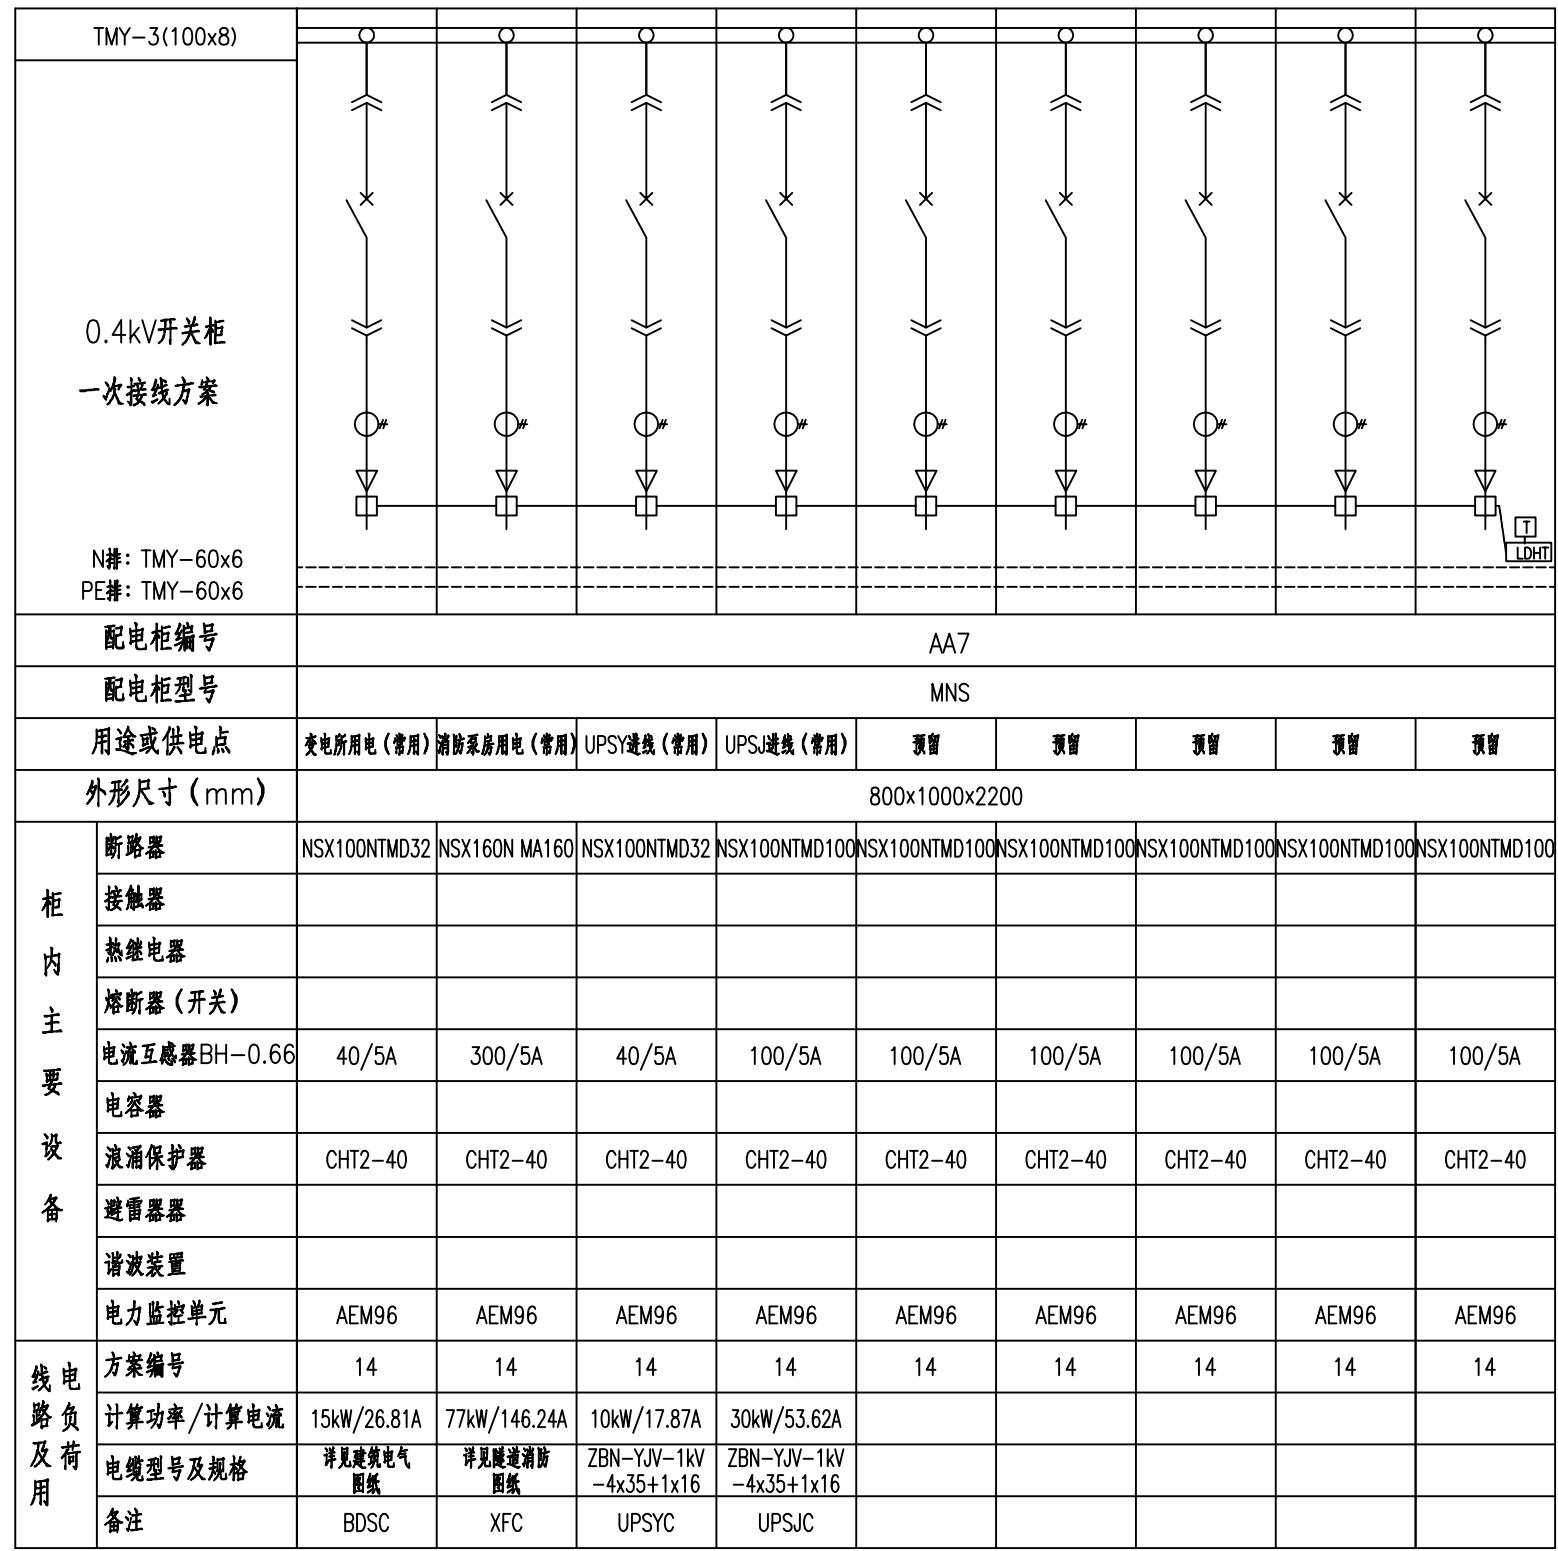 TMY-3(100x8)
0.4kV开关柜
一次接线方案
N排: TMY-60x6
PE排: TMY-60x6
T
LDHT
配电柜编号 AA7
配电柜型号 MNS
用途或供电点 变电所用电(常用) 消防泵房用电(常用) UPSY进线(常用) UPSJ进线(常用) 预留 预留 预留 预留 预留
外形尺寸(mm) 800x1000x2200
柜内主要设备
断路器 NSX100NTMD32 NSX160N MA160 NSX100NTMD32 NSX100NTMD100 NSX100NTMD100 NSX100NTMD100 NSX100NTMD100 NSX100NTMD100 NSX100NTMD100
接触器
热继电器
熔断器(开关)
电流互感器BH-0.66 40/5A 300/5A 40/5A 100/5A 100/5A 100/5A 100/5A 100/5A 100/5A
电容器
浪涌保护器 CHT2-40 CHT2-40 CHT2-40 CHT2-40 CHT2-40 CHT2-40 CHT2-40 CHT2-40 CHT2-40
避雷器器
谐波装置
电力监控单元 AEM96 AEM96 AEM96 AEM96 AEM96 AEM96 AEM96 AEM96 AEM96
线路及用
电负荷
方案编号 14 14 14 14 14 14 14 14 14
计算功率/计算电流 15kW/26.81A 77kW/146.24A 10kW/17.87A 30kW/53.62A
电缆型号及规格 详见建筑电气 详见隧道消防 ZBN-YJV-1kV ZBN-YJV-1kV
图纸 图纸 -4x35+1x16 -4x35+1x16
备注 BDSC XFC UPSYC UPSJC